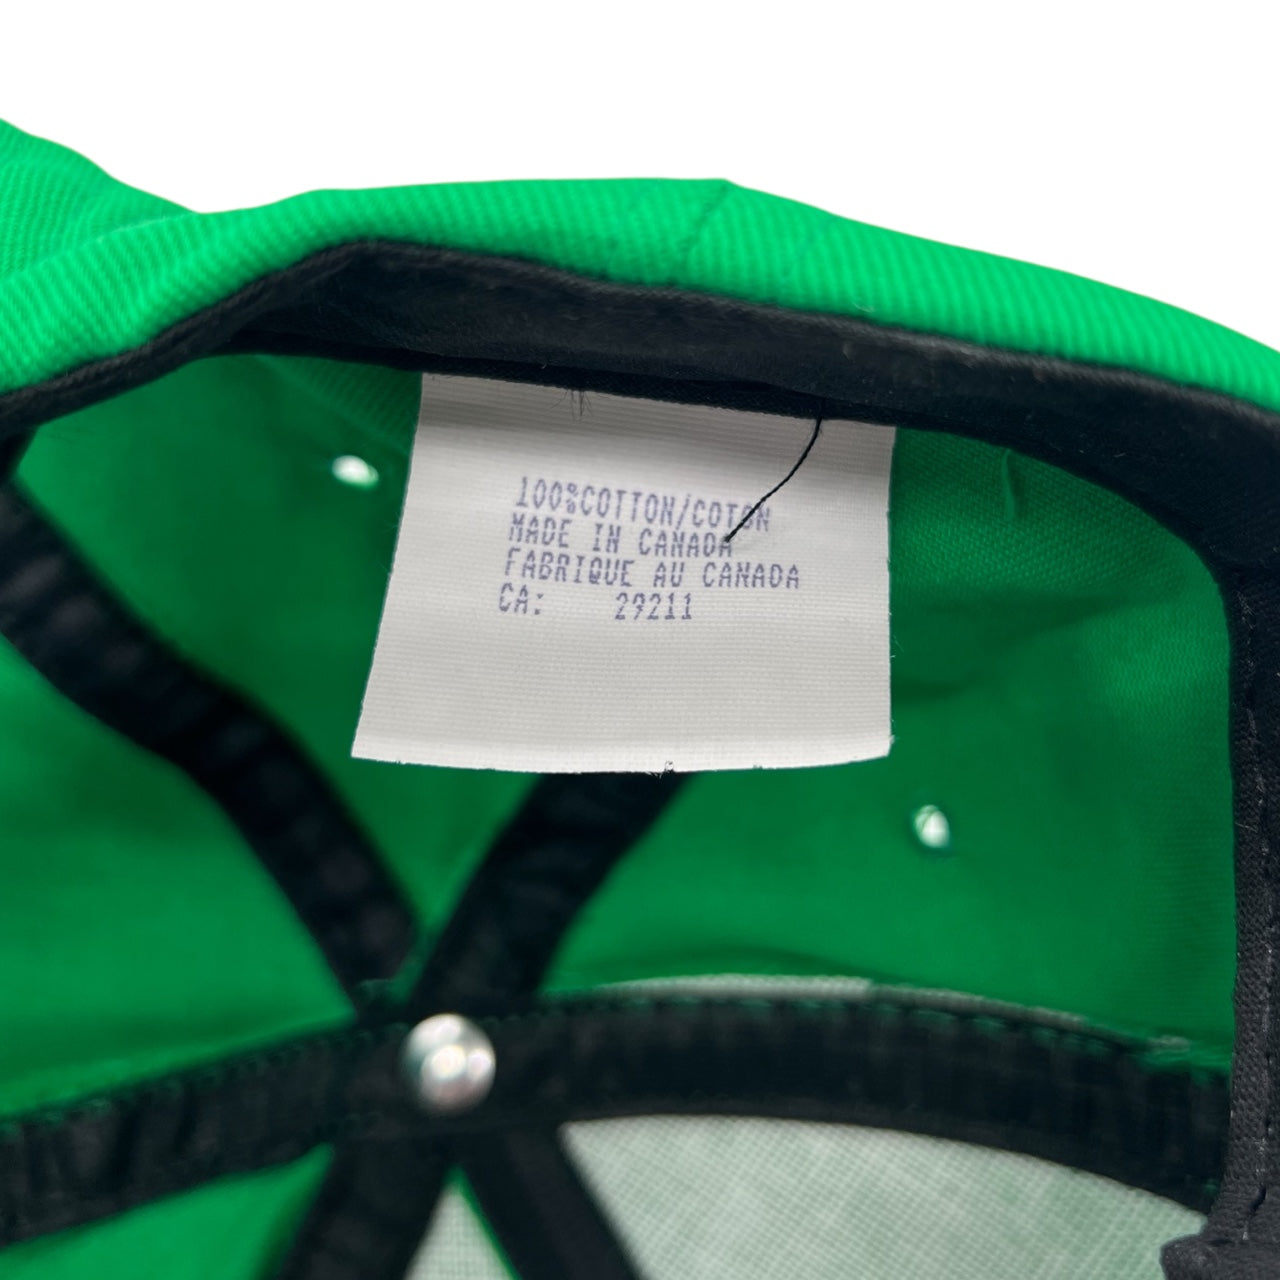 100%COTTON/COTON
MADE IN CANADA
FABRIQUE AU CANADA
CA: 29211